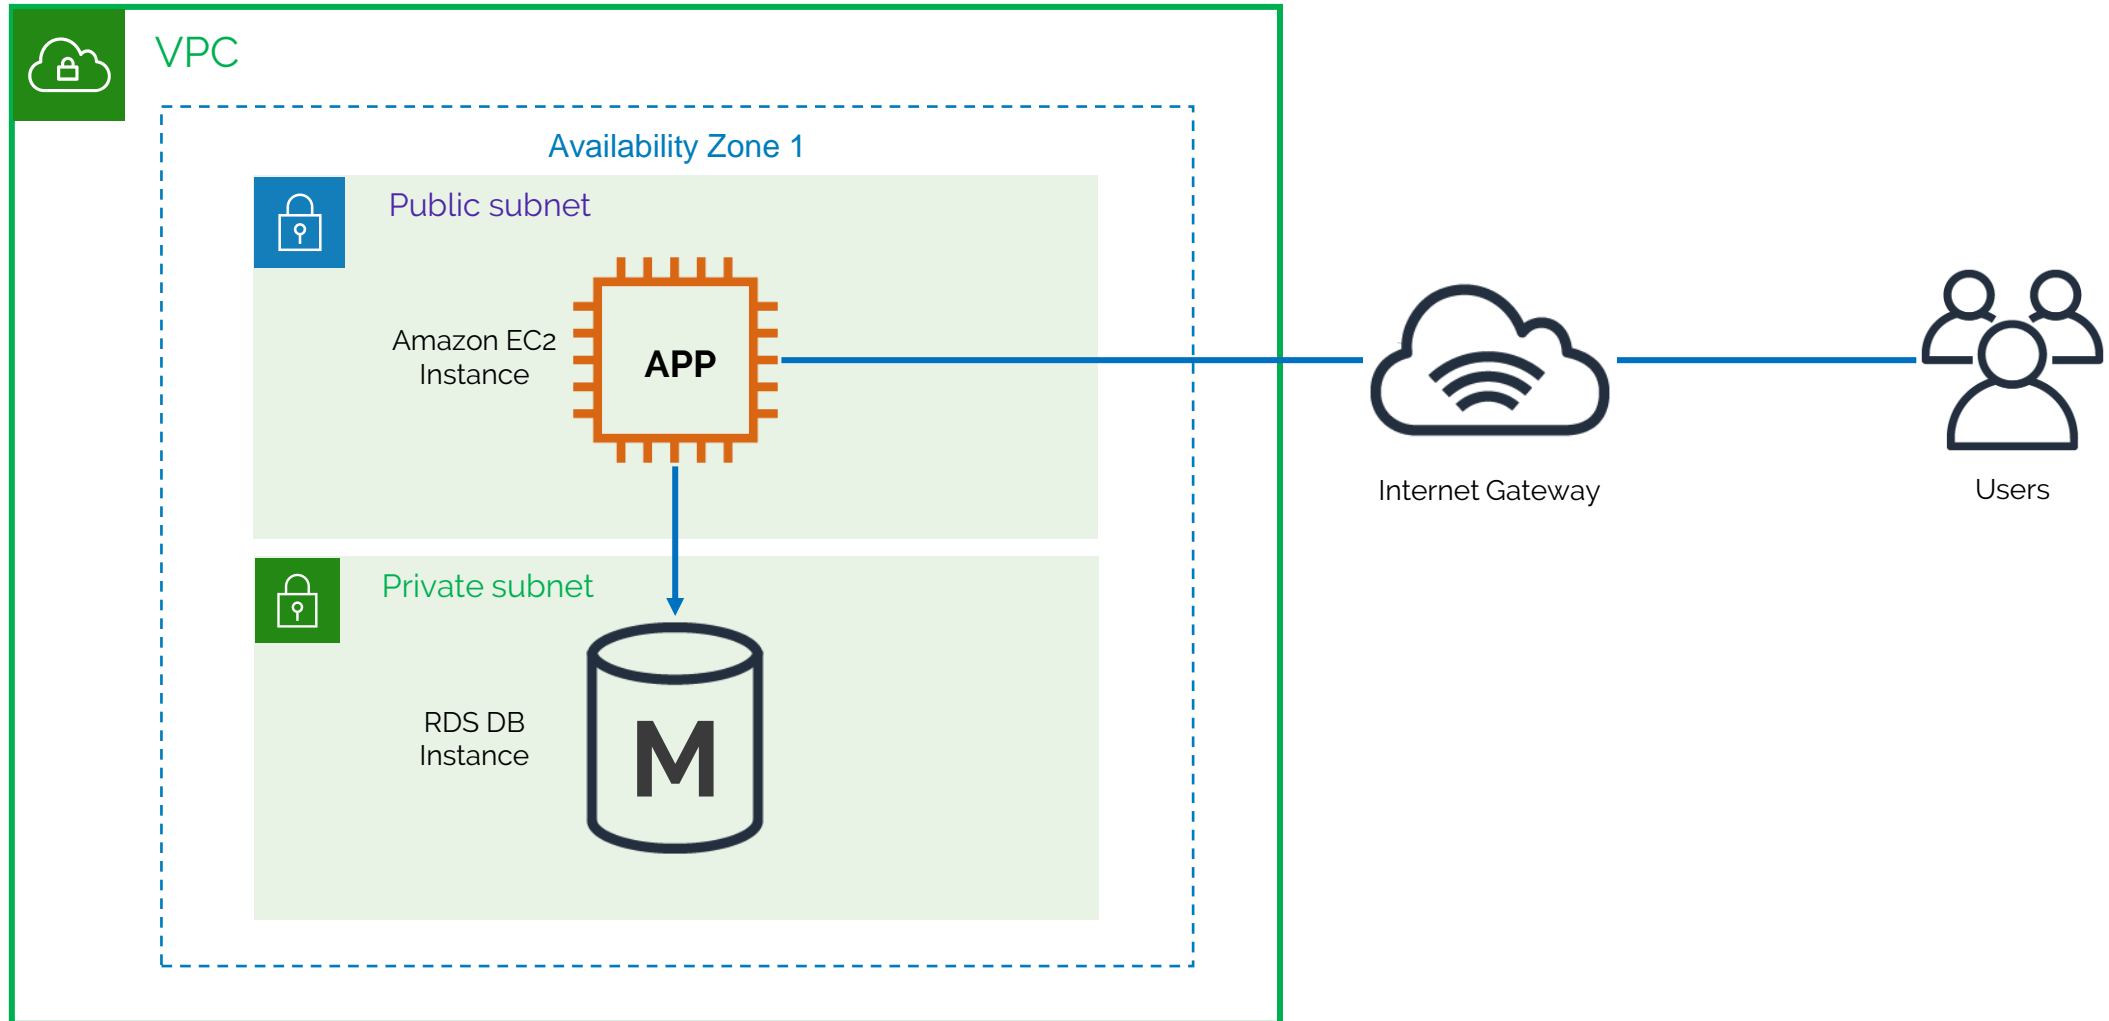 VPC
Availability Zone 1
Public subnet
Amazon EC2
Instance
APP
Internet Gateway
Users
Private subnet
RDS DB
Instance
M